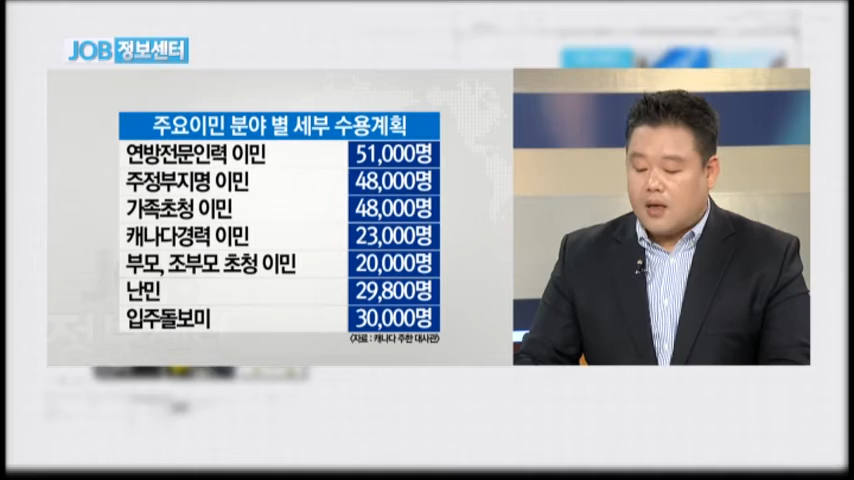 JOB 정보센터
주요이민 분야 별 세부 수용계획
연방전문인력 이민 51,000명
주정부지명 이민 48,000명
가족초청 이민 48,000명
캐나다경력 이민 23,000명
부모, 조부모 초청 이민 20,000명
난민 29,800명
입주돌보미 30,000명
<자료 : 캐나다 주한 대사관>